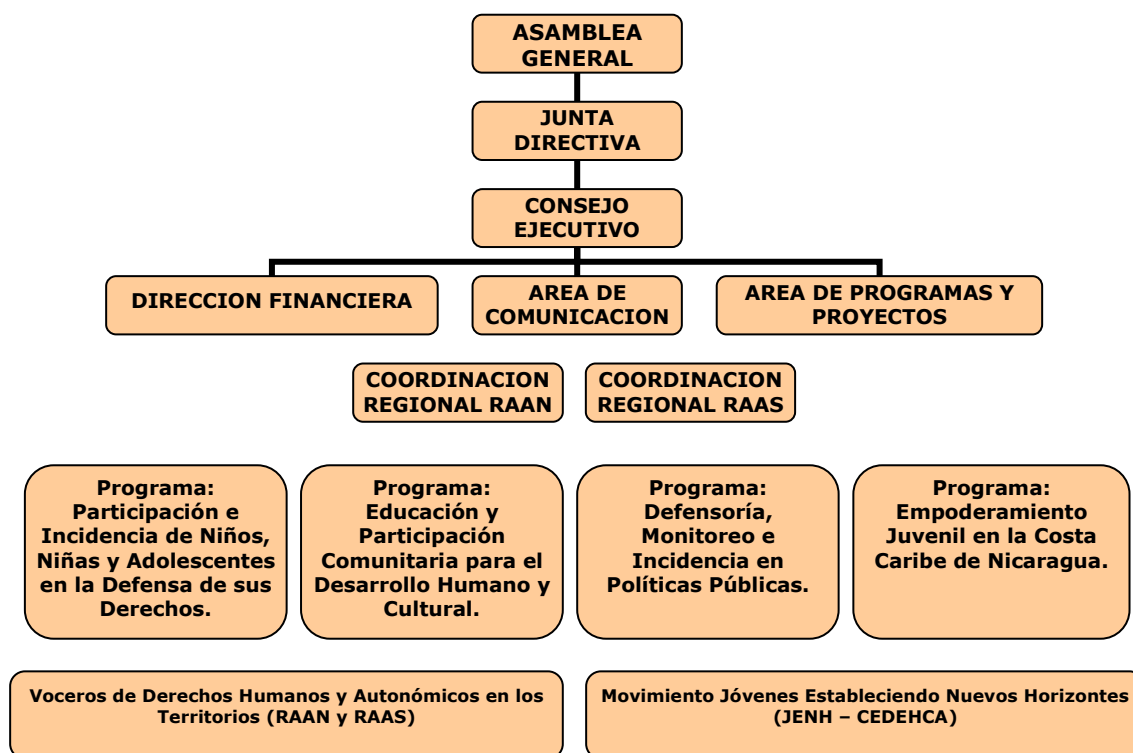 ASAMBLEA
GENERAL
JUNTA
DIRECTIVA
CONSEJO
EJECUTIVO
DIRECCION FINANCIERA
AREA DE
COMUNICACION
AREA DE PROGRAMAS Y
PROYECTOS
COORDINACION
REGIONAL RAAN
COORDINACION
REGIONAL RAAS
Programa:
Participación e
Incidencia de Niños,
Niñas y Adolescentes
en la Defensa de sus
Derechos.
Programa:
Educación y
Participación
Comunitaria para el
Desarrollo Humano y
Cultural.
Programa:
Defensoría,
Monitoreo e
Incidencia en
Políticas Públicas.
Programa:
Empoderamiento
Juvenil en la Costa
Caribe de Nicaragua.
Voceros de Derechos Humanos y Autonómicos en los
Territorios (RAAN y RAAS)
Movimiento Jóvenes Estableciendo Nuevos Horizontes
(JENH – CEDEHCA)